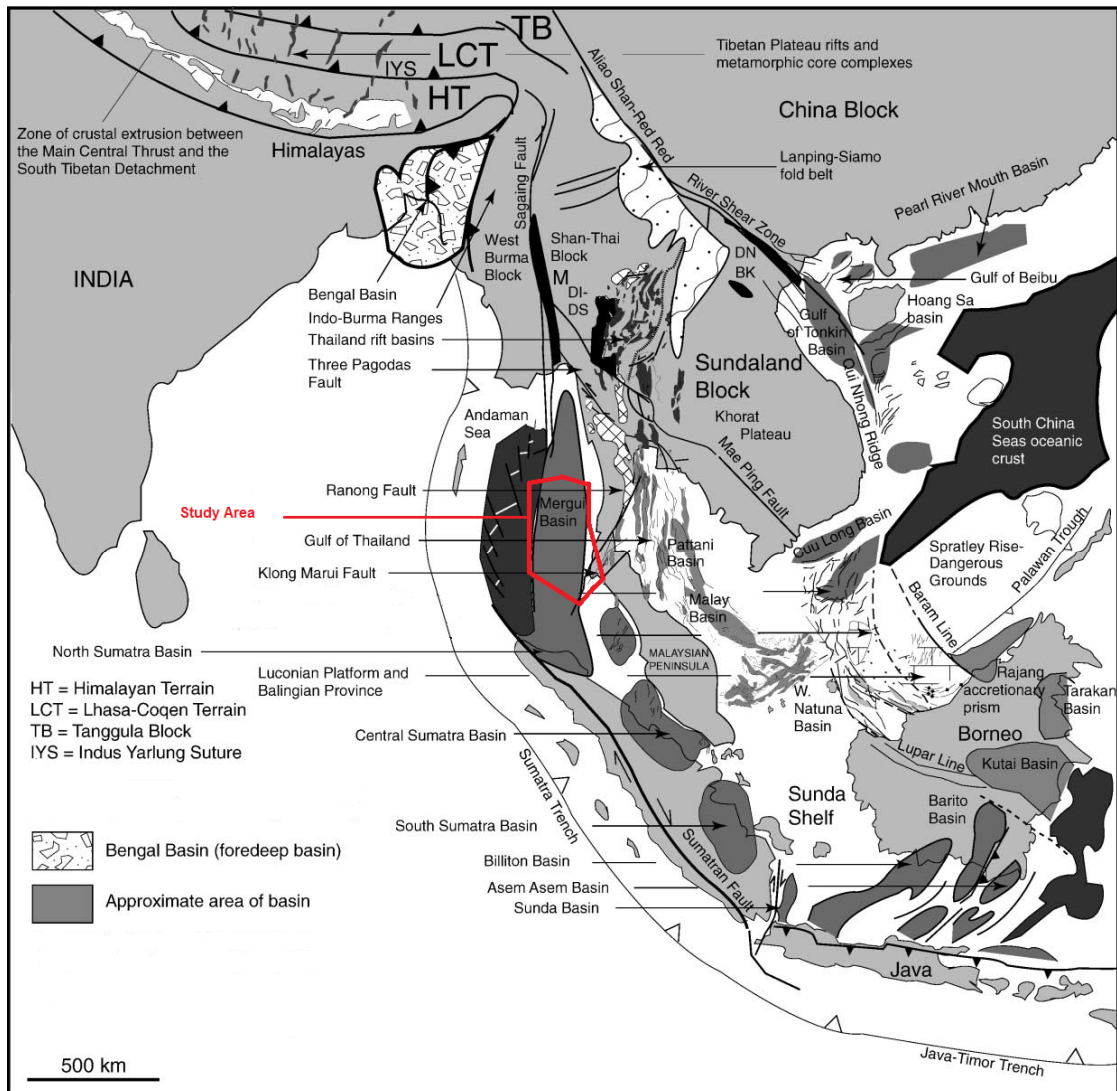 TB
LCT
IYS
HT
Tibetan Plateau rifts and
metamorphic core complexes
Aliao Shan-Red Red
River Shear Zone
China Block
Zone of crustal extrusion between
the Main Central Thrust and the
South Tibetan Detachment
Himalayas
Lanping-Siamo
fold belt
Pearl River Mouth Basin
Sagaing Fault
INDIA
West
Burma
Block
Shan-Thai
Block
M
DI-
DS
DN
BK
Gulf of Beibu
Hoang Sa
basin
Gulf
of Tonkin
Basin
Bengal Basin
Indo-Burma Ranges
Thailand rift basins
Three Pagodas
Fault
Sundaland
Block
Khorat
Plateau
Qui Nhong Ridge
South China
Seas oceanic
crust
Andaman
Sea
Mae Ping Fault
Ranong Fault
Study Area
Mergui
Basin
Gulf of Thailand
Klong Marui Fault
Pattani
Basin
Cuu Long Basin
Spratley Rise-
Dangerous
Grounds
Palawan Trough
Malay
Basin
Baram Line
North Sumatra Basin
Luconian Platform and
Balingian Province
MALAYSIAN
PENINSULA
W.
Natuna
Basin
Rajang
accretionary
prism
Tarakan
Basin
HT = Himalayan Terrain
LCT = Lhasa-Coqen Terrain
TB = Tanggula Block
IYS = Indus Yarlung Suture
Central Sumatra Basin
Borneo
Lupar Line
Kutai Basin
Sumatra Trench
Sunda
Shelf
Barito
Basin
South Sumatra Basin
Billiton Basin
Asem Asem Basin
Sunda Basin
Sumatran Fault
Bengal Basin (foredeep basin)
Approximate area of basin
Java
500 km
Java-Timor Trench